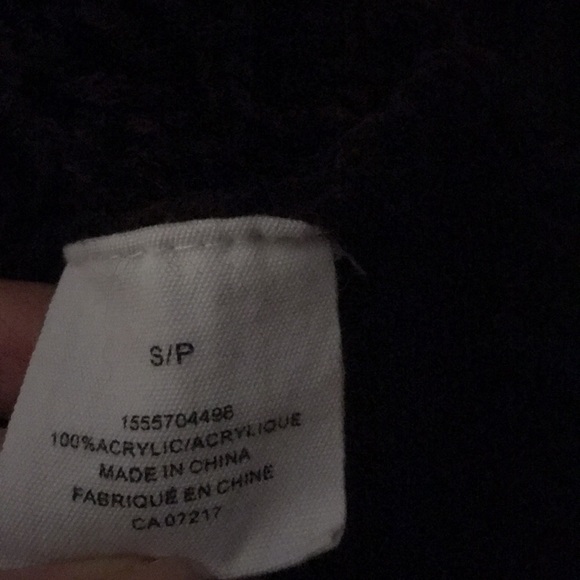 S/P
1555704498
100%ACRYLIC/ACRYLIQUE
MADE IN CHINA
FABRIQUÉ EN CHINE
CA 07217